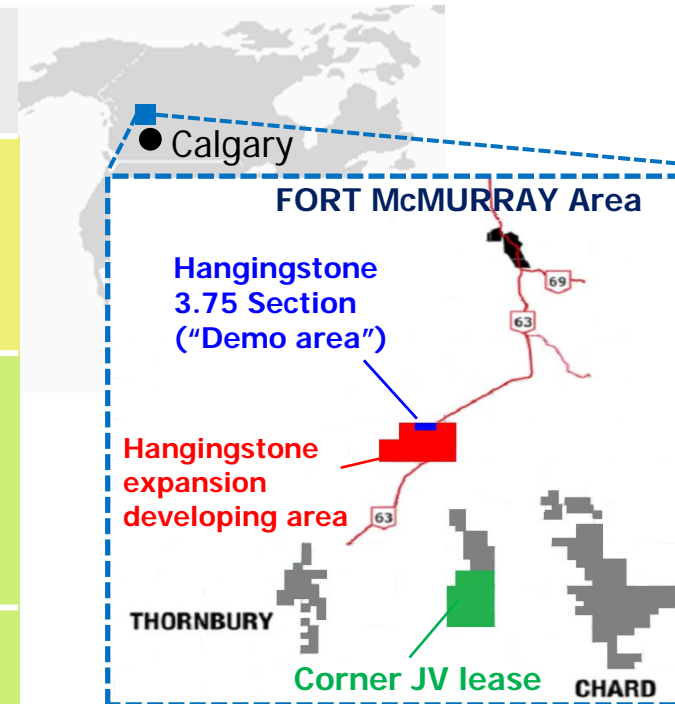 Calgary
FORT McMURRAY Area
Hangingstone
3.75 Section
(“Demo area”)
69
63
Hangingstone
expansion
developing area
63
THORNBURY
Corner JV lease
CHARD